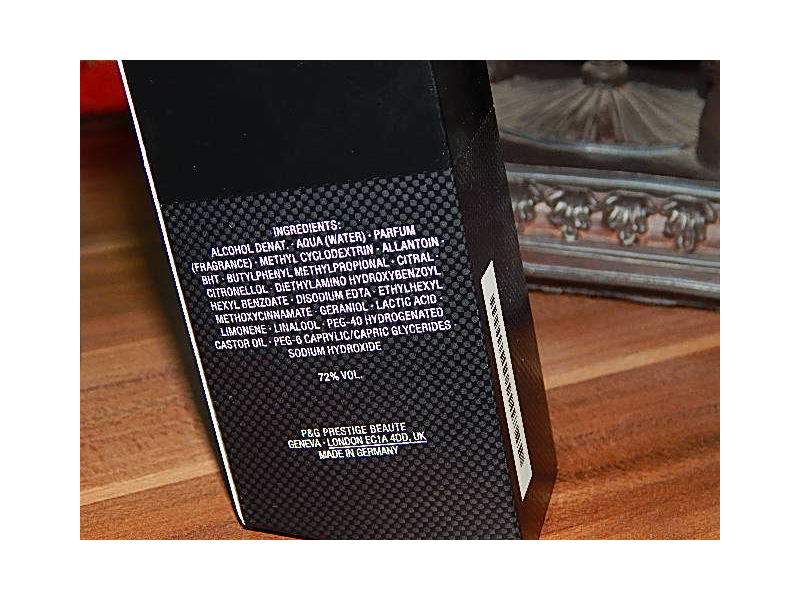 INGREDIENTS:
ALCOHOL DENAT. · AQUA (WATER) · PARFUM
(FRAGRANCE) · METHYL CYCLODEXTRIN · ALLANTOIN ·
BHT · BUTYLPHENYL METHYLPROPIONAL · CITRAL ·
CITRONELLOL · DIETHYLAMINO HYDROXYBENZOYL
HEXYL BENZOATE · DISODIUM EDTA · ETHYLHEXYL
METHOXYCINNAMATE · GERANIOL · LACTIC ACID ·
LIMONENE · LINALOOL · PEG-40 HYDROGENATED
CASTOR OIL · PEG-6 CAPRYLIC/CAPRIC GLYCERIDES
SODIUM HYDROXIDE
72% VOL.
P&G PRESTIGE BEAUTE
GENEVA · LONDON EC1A 4DD, UK
MADE IN GERMANY